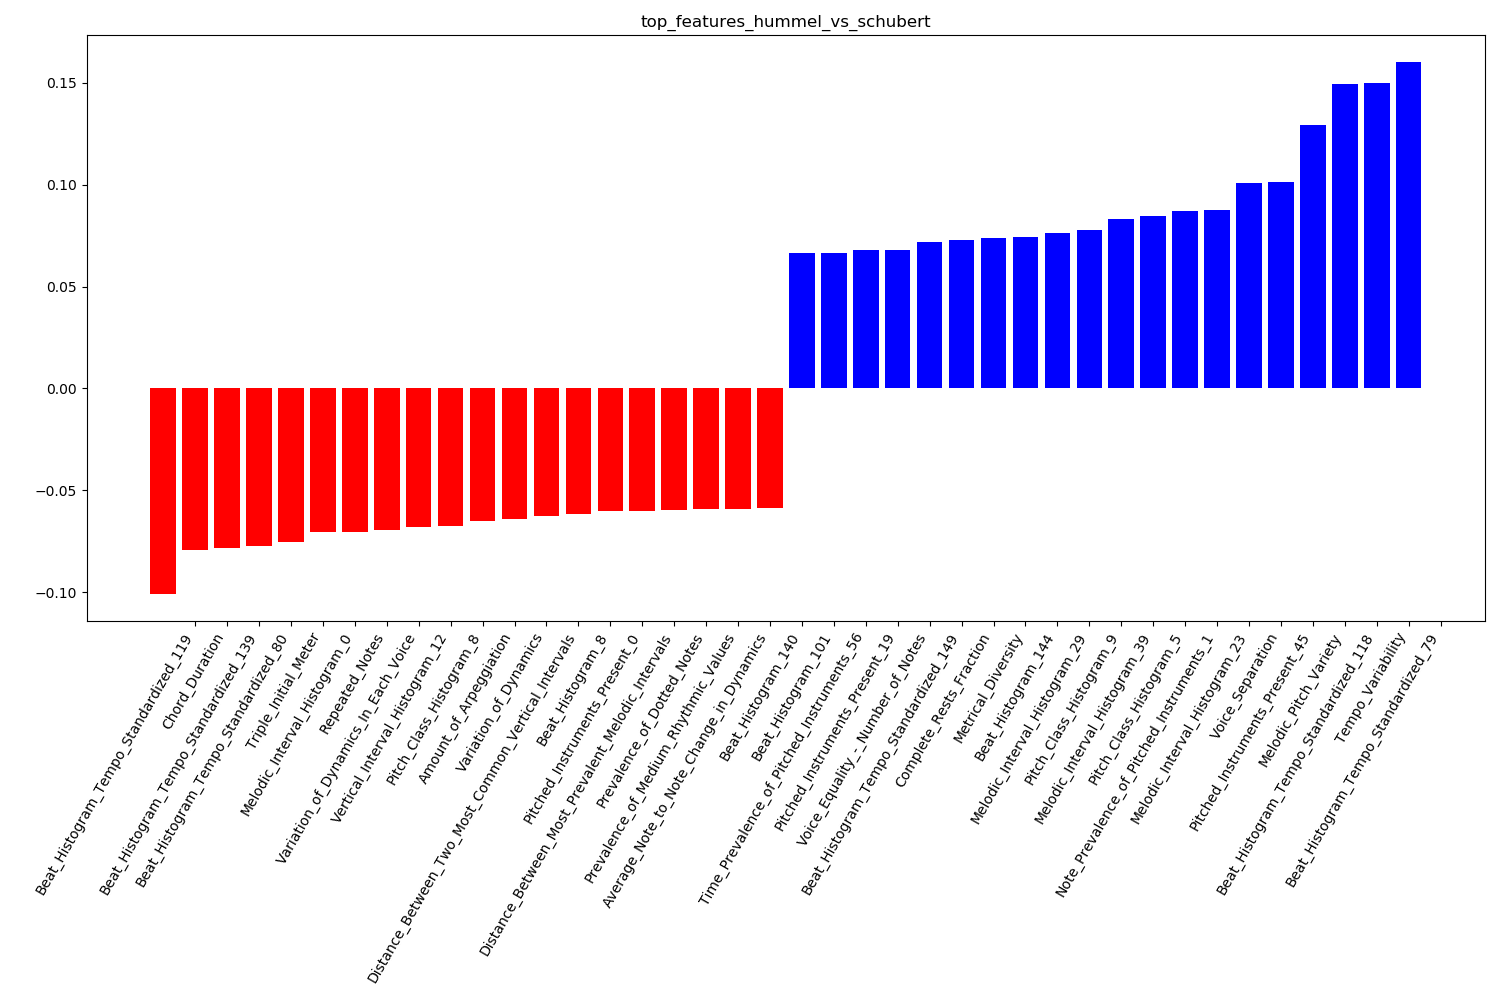 top_features_hummel_vs_schubert
0.15
0.10
0.05
0.00
−0.05
−0.10
Beat_Histogram_Tempo_Standardized_119
Chord_Duration
Beat_Histogram_Tempo_Standardized_139
Beat_Histogram_Tempo_Standardized_80
Triple_Initial_Meter
Melodic_Interval_Histogram_0
Repeated_Notes
Variation_of_Dynamics_In_Each_Voice
Vertical_Interval_Histogram_12
Pitch_Class_Histogram_8
Amount_of_Arpeggiation
Variation_of_Dynamics
Distance_Between_Two_Most_Common_Vertical_Intervals
Beat_Histogram_8
Pitched_Instruments_Present_0
Distance_Between_Most_Prevalent_Melodic_Intervals
Prevalence_of_Dotted_Notes
Prevalence_of_Medium_Rhythmic_Values
Average_Note_to_Note_Change_in_Dynamics
Beat_Histogram_140
Beat_Histogram_101
Time_Prevalence_of_Pitched_Instruments_56
Pitched_Instruments_Present_19
Voice_Equality_-_Number_of_Notes
Beat_Histogram_Tempo_Standardized_149
Complete_Rests_Fraction
Metrical_Diversity
Beat_Histogram_144
Melodic_Interval_Histogram_29
Pitch_Class_Histogram_9
Melodic_Interval_Histogram_39
Pitch_Class_Histogram_5
Note_Prevalence_of_Pitched_Instruments_1
Melodic_Interval_Histogram_23
Voice_Separation
Pitched_Instruments_Present_45
Melodic_Pitch_Variety
Beat_Histogram_Tempo_Standardized_118
Tempo_Variability
Beat_Histogram_Tempo_Standardized_79